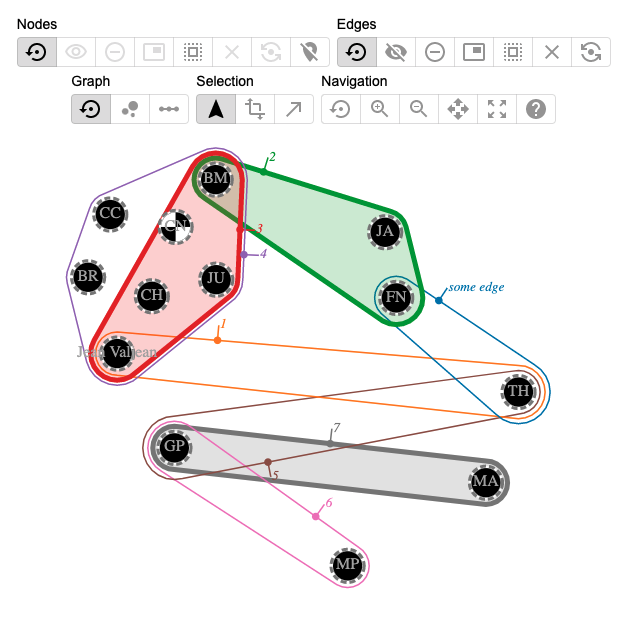 Nodes
Edges
Graph
Selection
Navigation
2
BM
CC
CN
3
JA
4
BR
JU
CH
FN
some edge
1
Jean Valjean
TH
7
GP
5
MA
6
MP